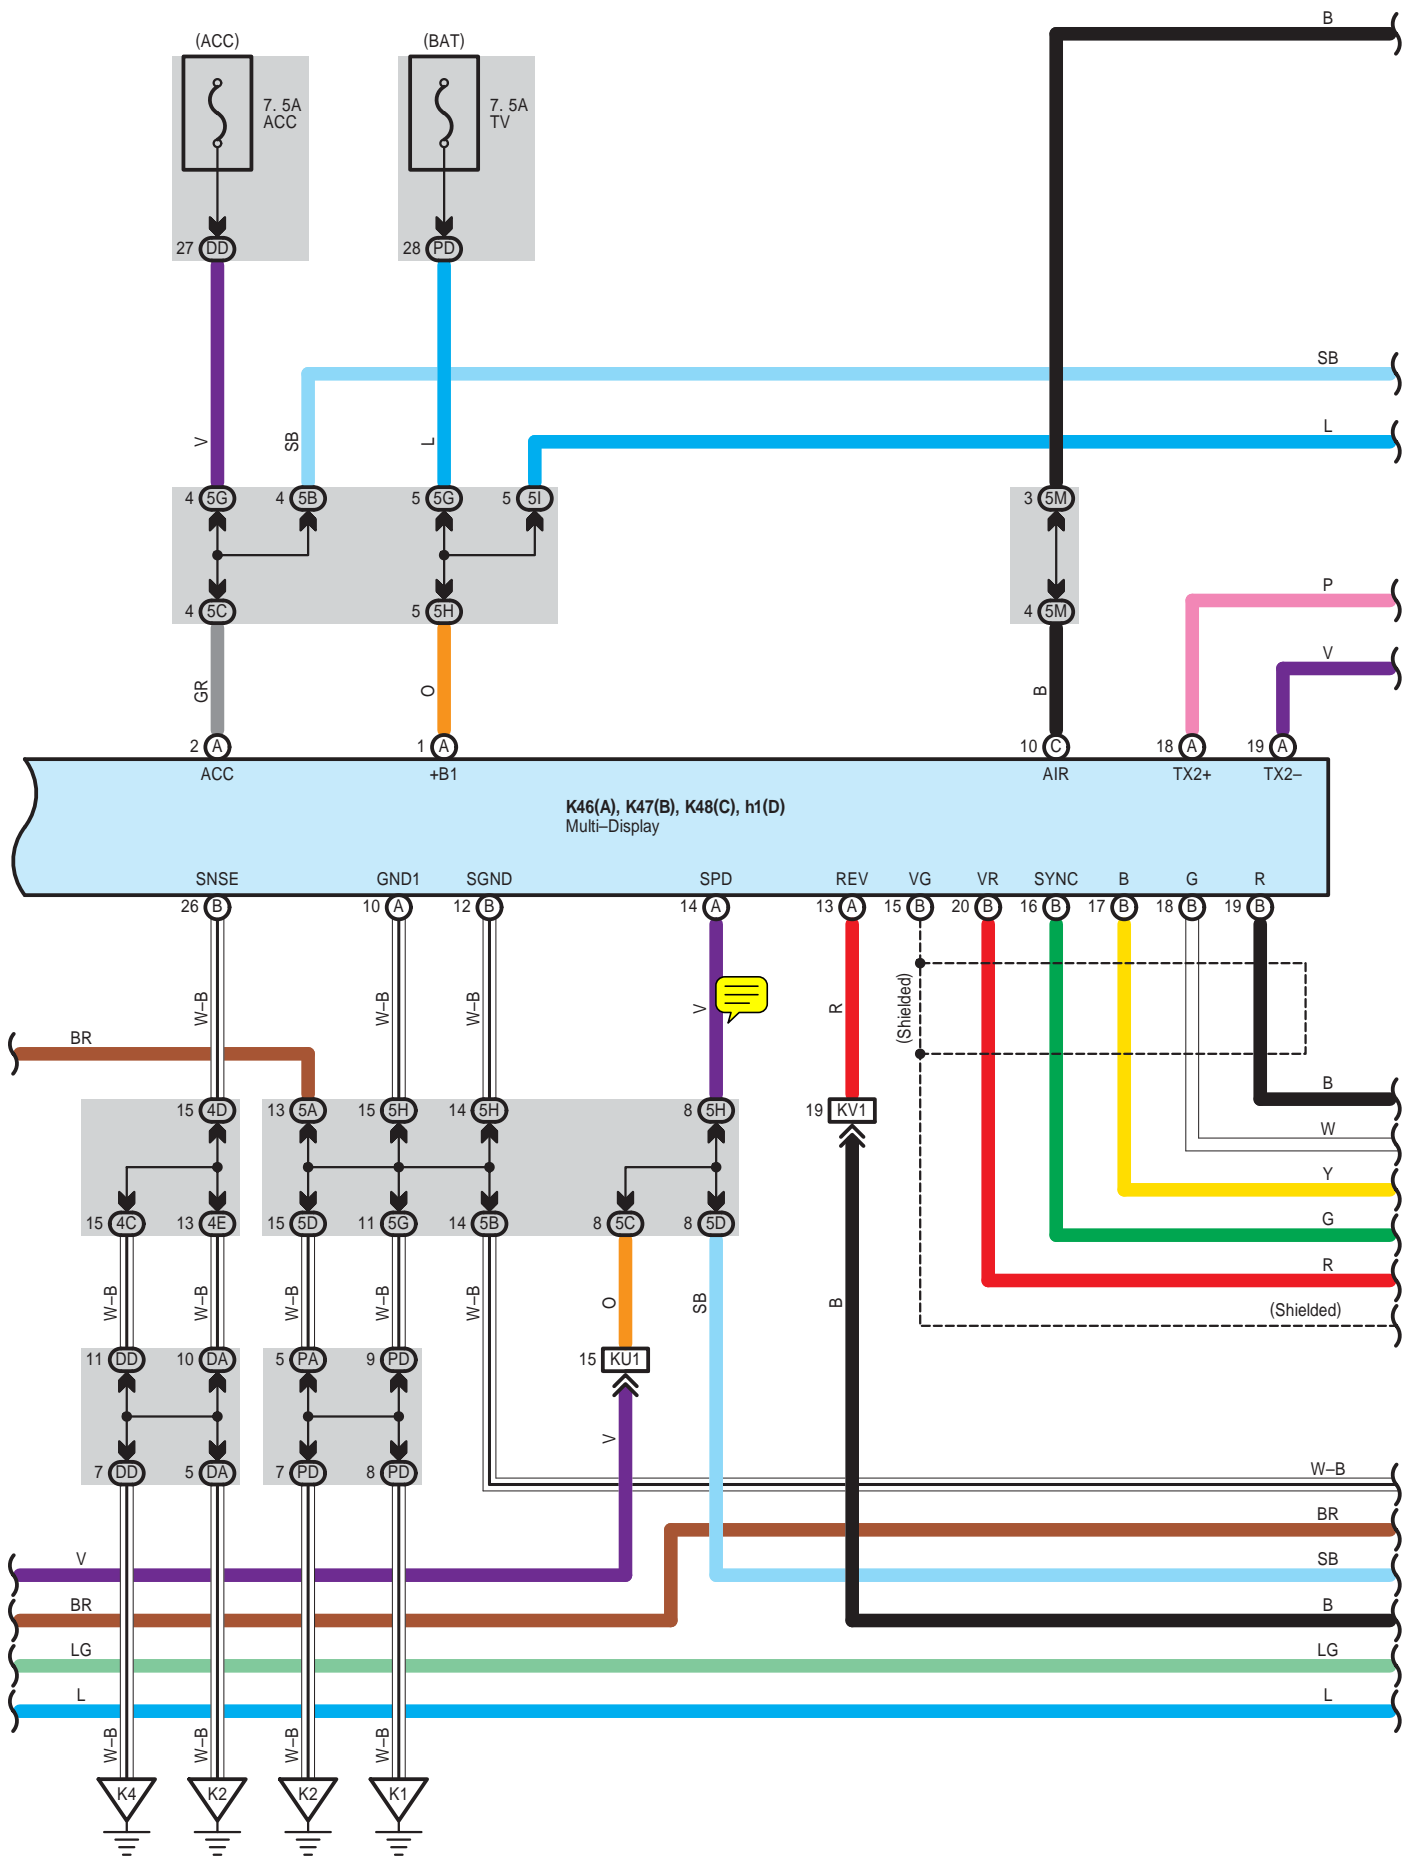 B
(ACC)
(BAT)
7. 5A
ACC
7. 5A
TV
27 DD
28 PD
SB
L
V
SB
L
4 5G
4 5B
5 5G
5 5I
3 5M
4 5C
5 5H
4 5M
P
V
GR
O
B
2 A
1 A
10 C
18 A
19 A
ACC
+B1
AIR
TX2+
TX2–
K46(A), K47(B), K48(C), h1(D)
Multi–Display
SNSE
GND1
SGND
SPD
REV
VG
VR
SYNC
B
G
R
26 B
10 A
12 B
14 A
13 A
15 B
20 B
16 B
17 B
18 B
19 B
W–B
W–B
W–B
V
R
(Shielded)
BR
B
15 4D
13 5A
15 5H
14 5H
8 5H
19 KV1
W
Y
15 4C
13 4E
15 5D
11 5G
14 5B
8 5C
8 5D
G
R
W–B
W–B
W–B
W–B
W–B
O
SB
B
(Shielded)
11 DD
10 DA
5 PA
9 PD
15 KU1
V
7 DD
5 DA
7 PD
8 PD
W–B
BR
V
SB
BR
B
LG
LG
L
L
W–B
W–B
W–B
W–B
K4
K2
K2
K1